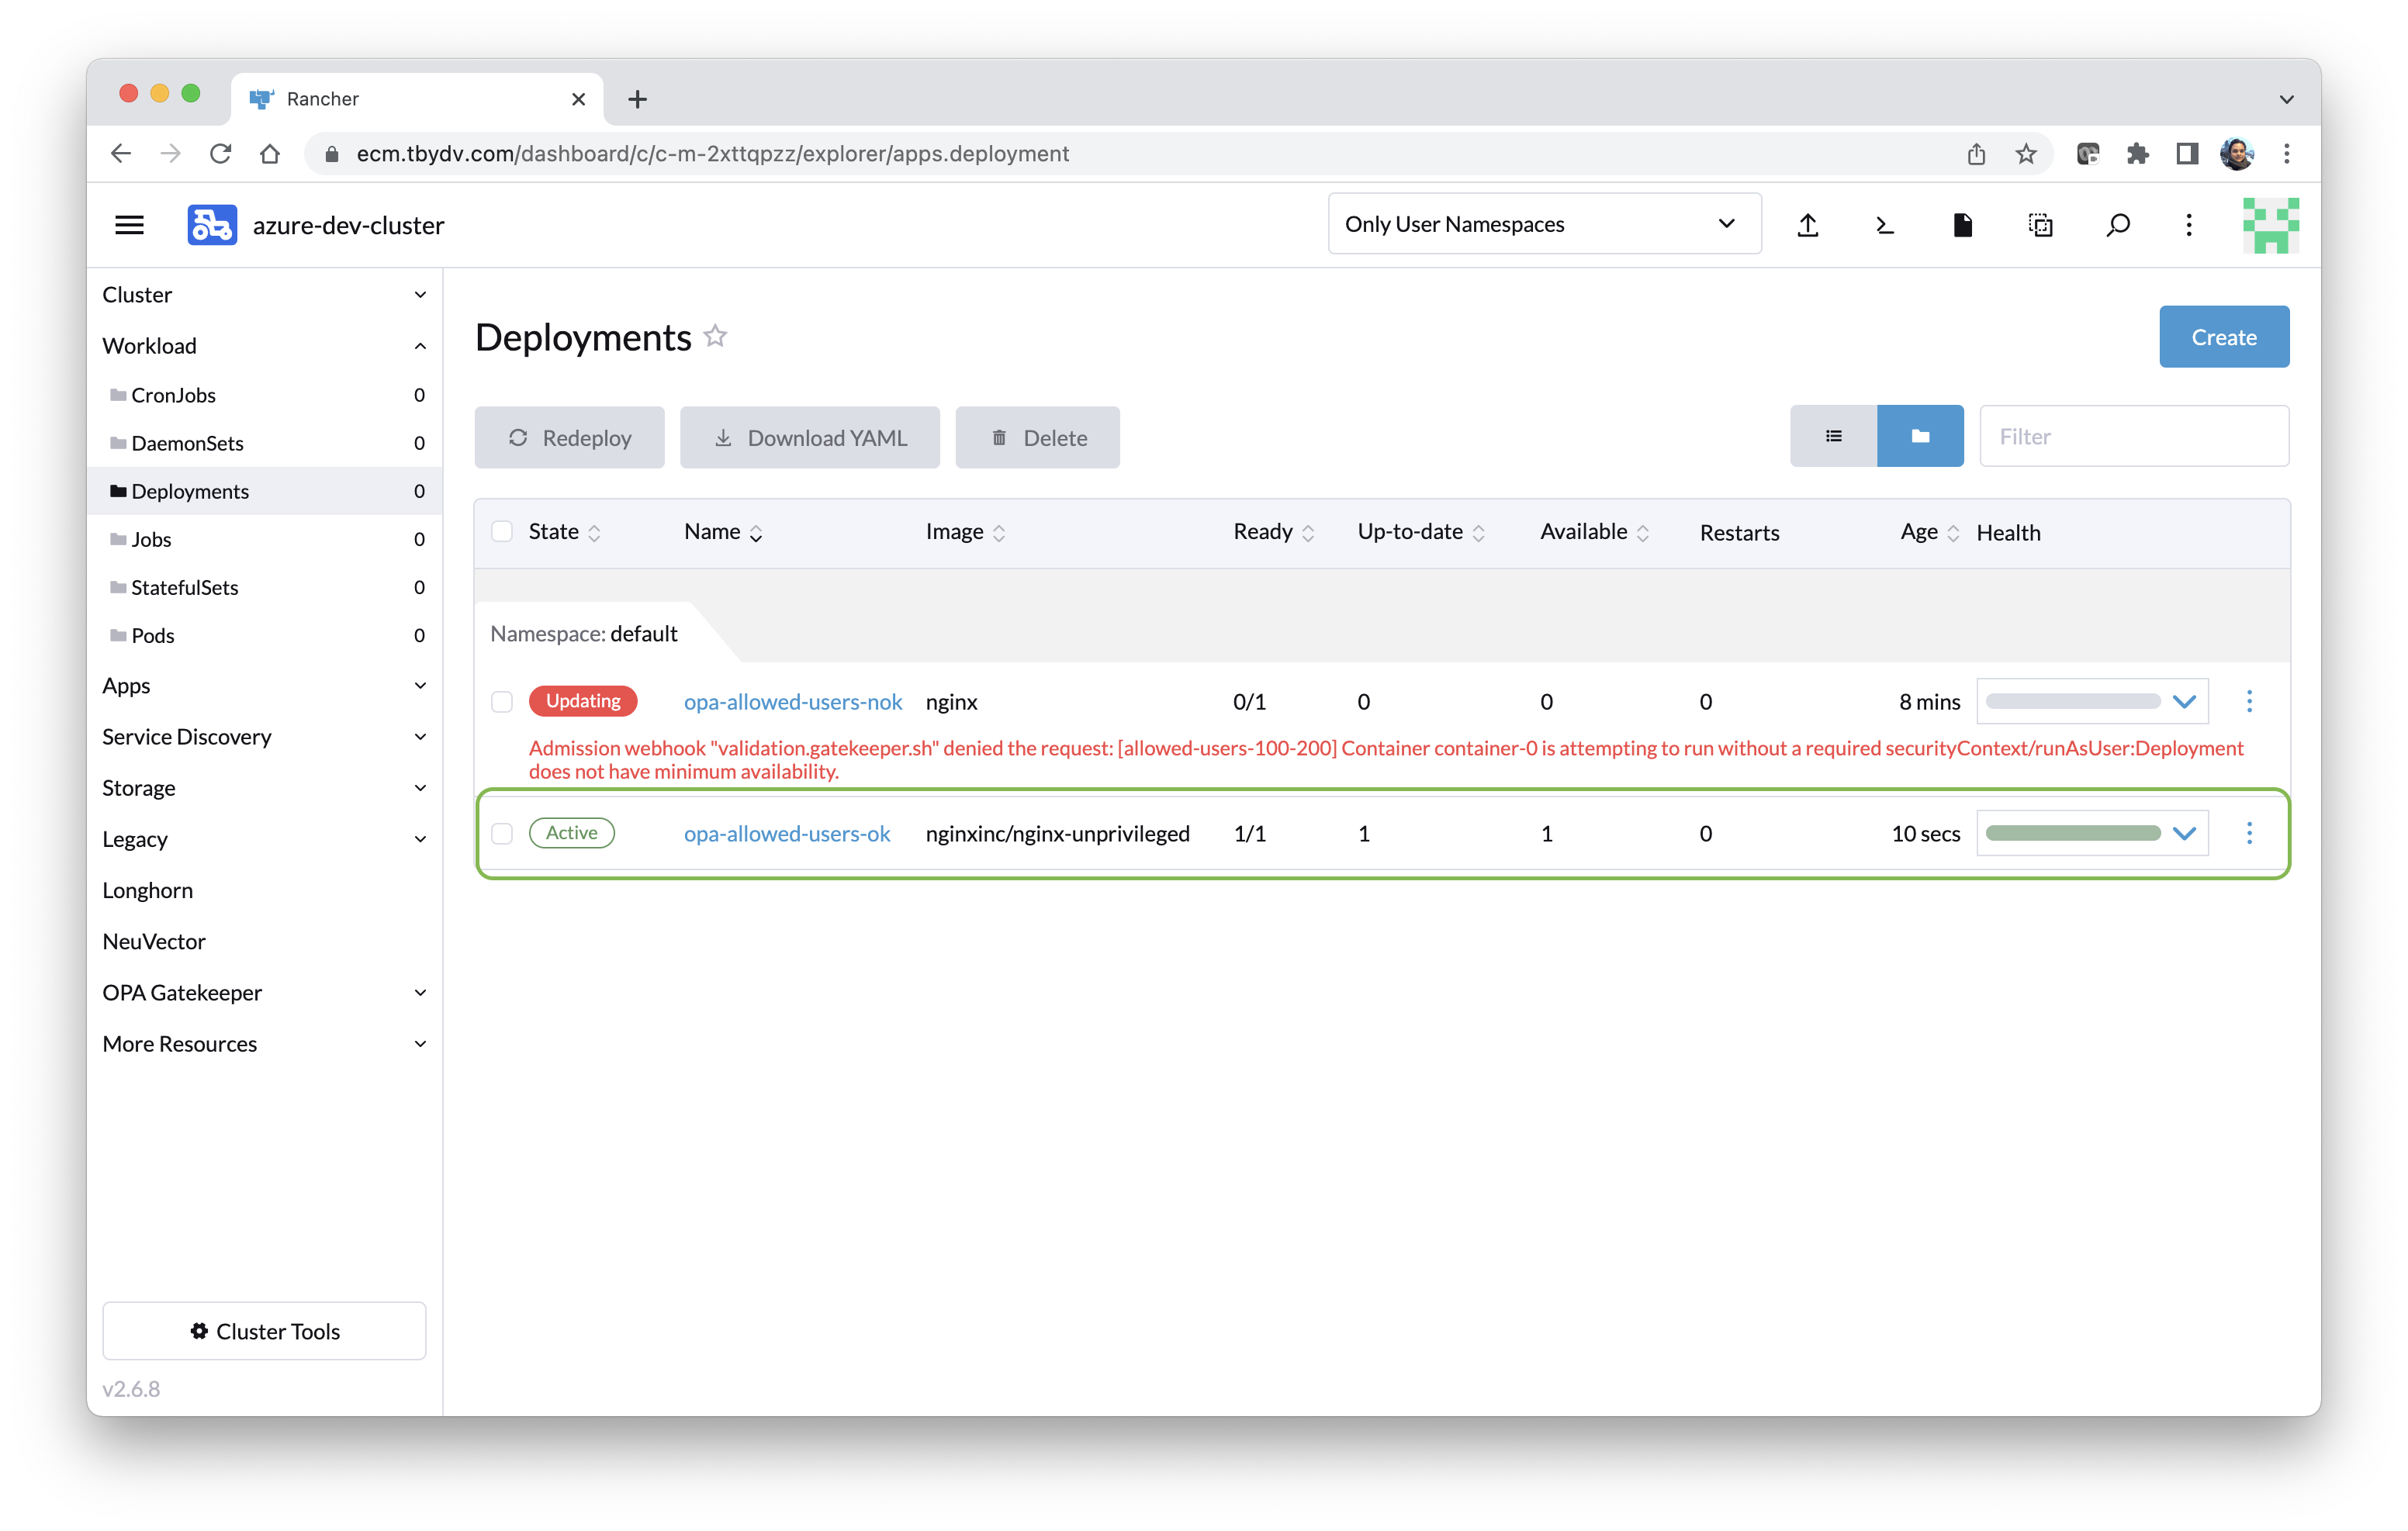 Rancher
ecm.tbydv.com/dashboard/c/c-m-2xttqpzz/explorer/apps.deployment
azure-dev-cluster
Only User Namespaces
Cluster
Workload
CronJobs 0
DaemonSets 0
Deployments 0
Jobs 0
StatefulSets 0
Pods 0
Apps
Service Discovery
Storage
Legacy
Longhorn
NeuVector
OPA Gatekeeper
More Resources
Cluster Tools
v2.6.8
Deployments
Create
Redeploy Download YAML Delete
Filter
State Name Image Ready Up-to-date Available Restarts Age Health
Namespace: default
Updating opa-allowed-users-nok nginx 0/1 0 0 0 8 mins
Admission webhook "validation.gatekeeper.sh" denied the request: [allowed-users-100-200] Container container-0 is attempting to run without a required securityContext/runAsUser:Deployment
does not have minimum availability.
Active opa-allowed-users-ok nginxinc/nginx-unprivileged 1/1 1 1 0 10 secs